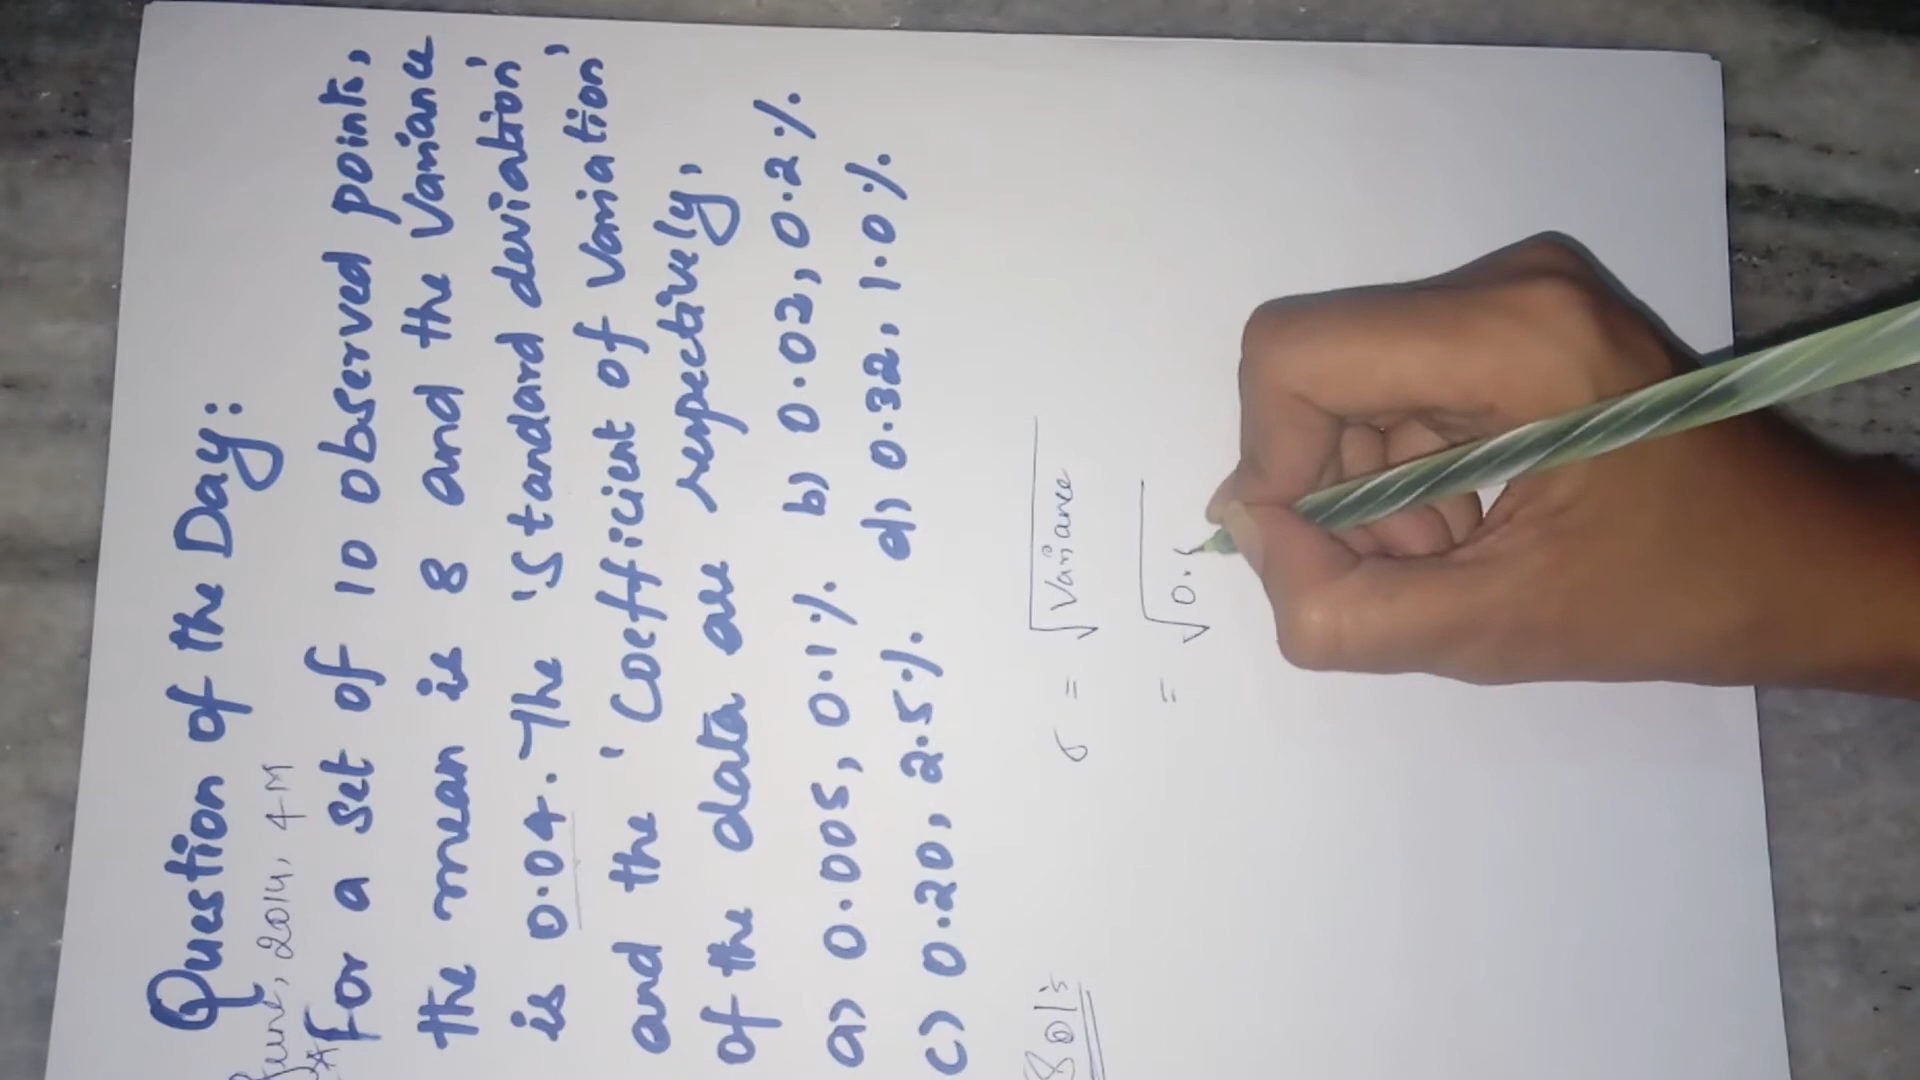 Question of the Day:
June, 2014, 4M
For a set of 10 observed points,
the mean is 8 and the Variance
is 0.04. The 'Standard deviation'
and the 'Coefficient of Variation'
of the data are respectively,
a) 0.005, 0.1% b) 0.02, 0.2%
c) 0.20, 2.5% d) 0.32, 1.0%
Sol:
σ = √Variance
= √0.